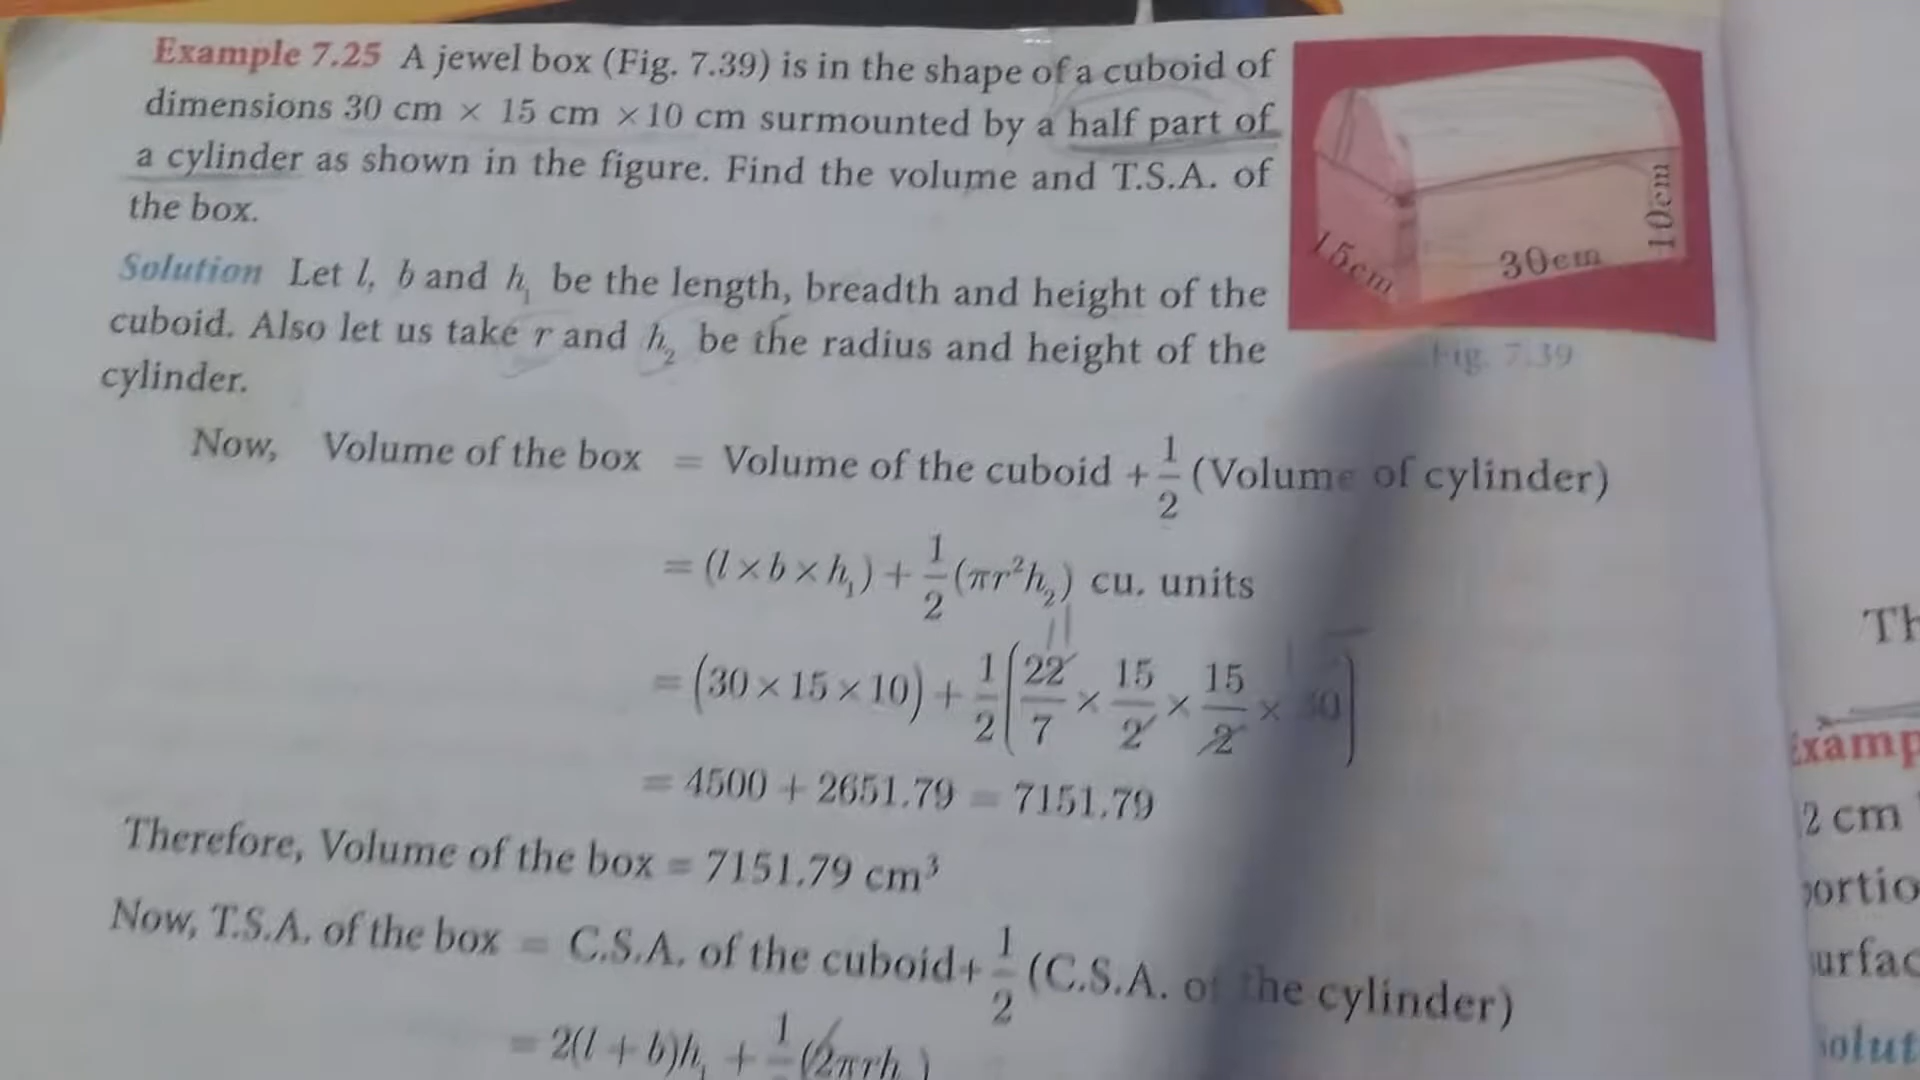 Example 7.25 A jewel box (Fig. 7.39) is in the shape of a cuboid of
dimensions 30 cm × 15 cm × 10 cm surmounted by a half part of
a cylinder as shown in the figure. Find the volume and T.S.A. of
the box.
15cm
30cm
10cm
Fig. 7.39
Solution Let l, b and h₁ be the length, breadth and height of the
cuboid. Also let us take r and h₂ be the radius and height of the
cylinder.
Now, Volume of the box = Volume of the cuboid + 1/2 (Volume of cylinder)
= (l × b × h₁) + 1/2 (πr²h₂) cu. units
11
= (30 × 15 × 10) + 1/2 (22/7 × 15/2 × 15/2 × 30)
= 4500 + 2651.79 = 7151.79
Therefore, Volume of the box = 7151.79 cm³
Now, T.S.A. of the box = C.S.A. of the cuboid + 1/2 (C.S.A. of the cylinder)
= 2(l + b)h₁ + 1/2 (2πrh )
Th
Examp
2 cm
portio
urfac
Solut